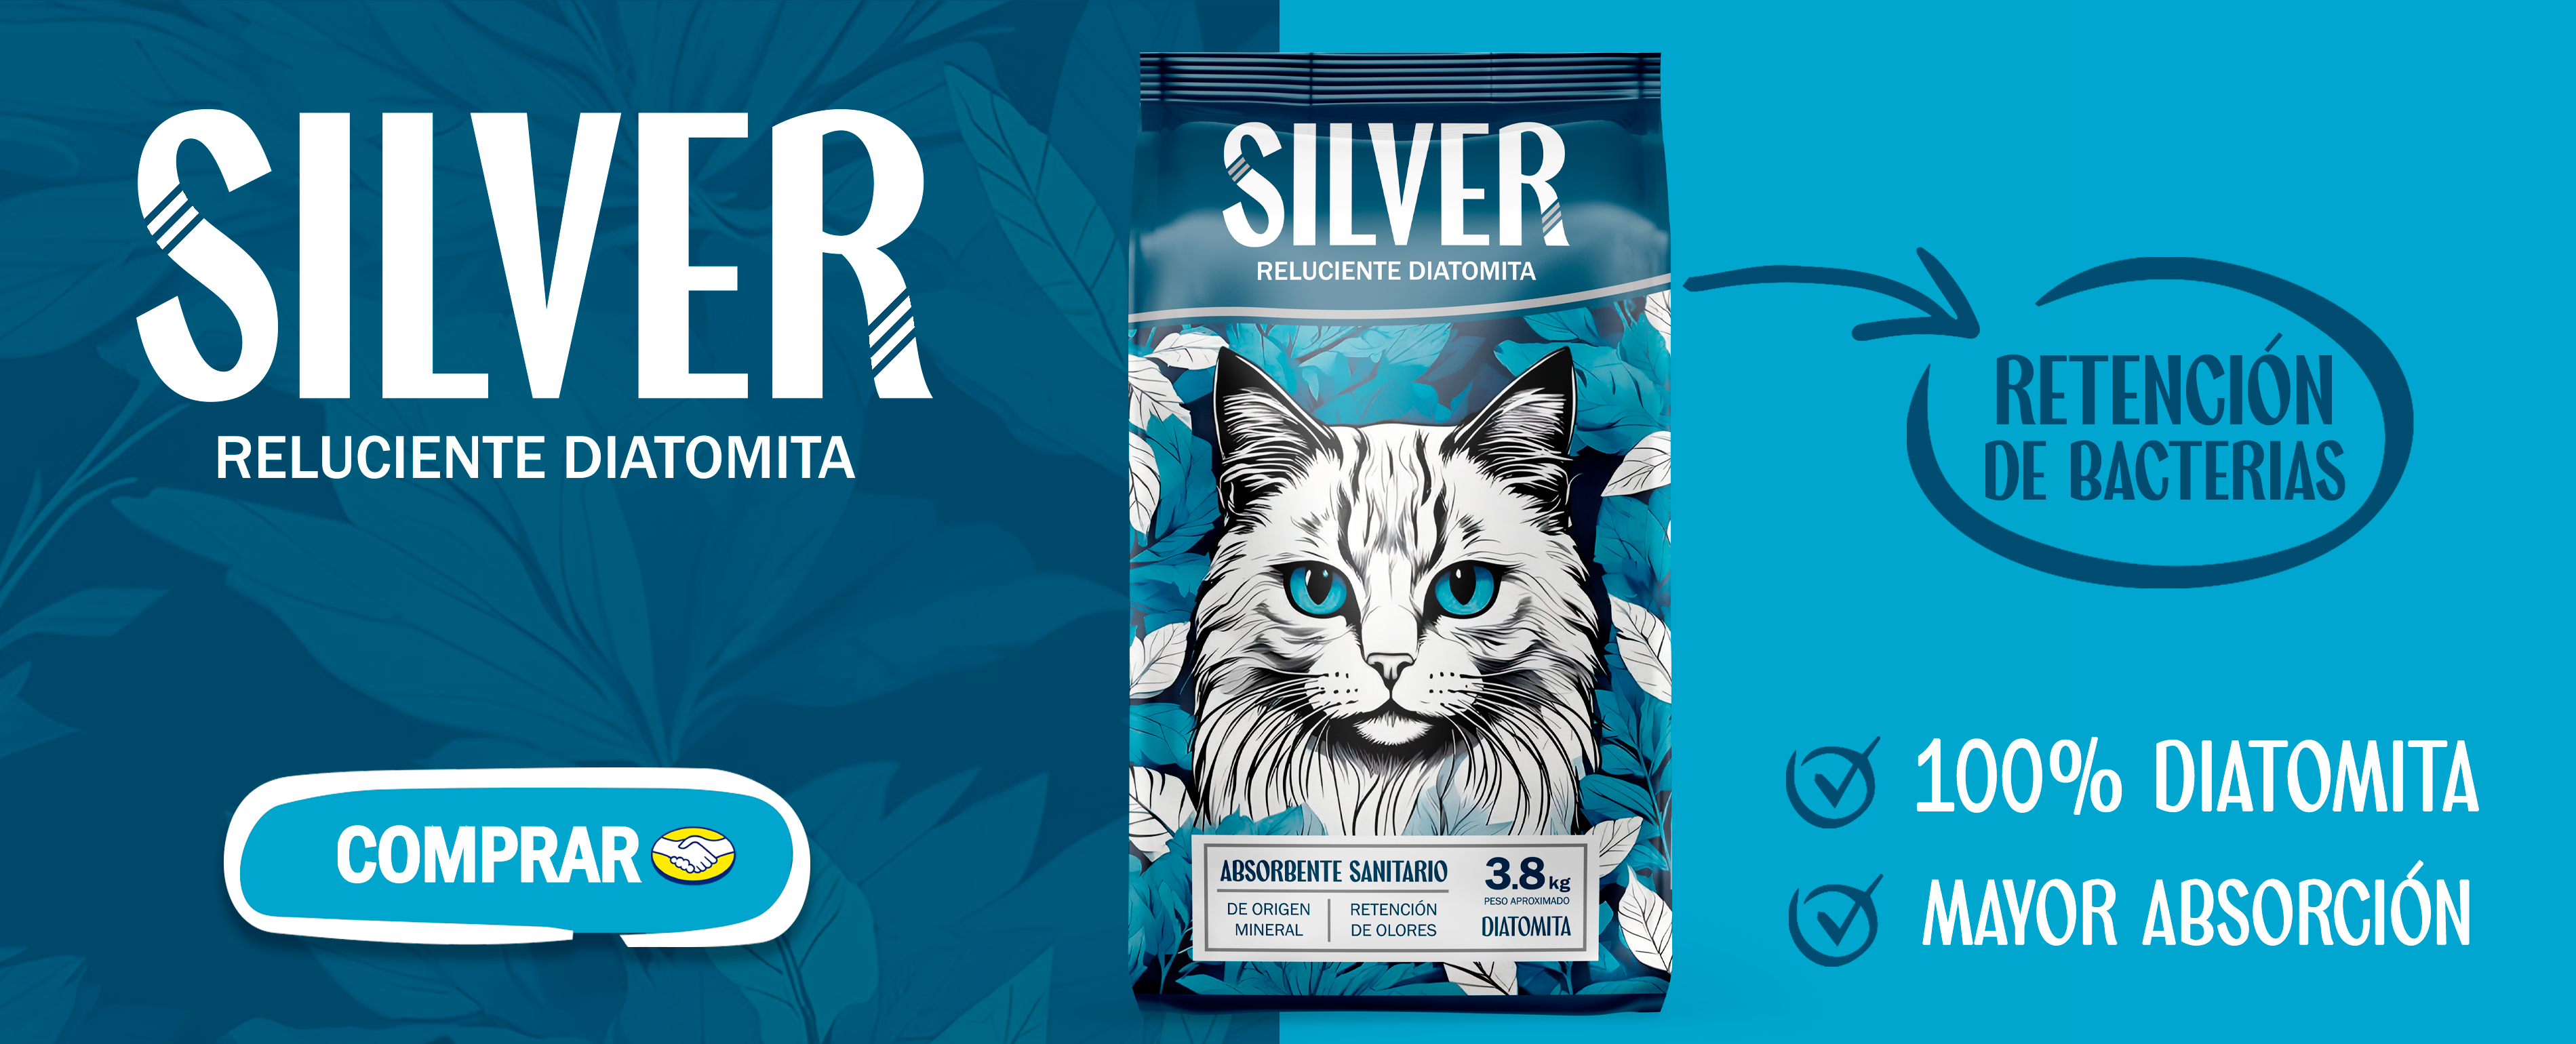 SILVER
RELUCIENTE DIATOMITA
COMPRAR
SILVER
RELUCIENTE DIATOMITA
ABSORBENTE SANITARIO
DE ORIGEN
MINERAL
RETENCIÓN
DE OLORES
3.8 kg
PESO APROXIMADO
DIATOMITA
RETENCIÓN
DE BACTERIAS
100% DIATOMITA
MAYOR ABSORCIÓN